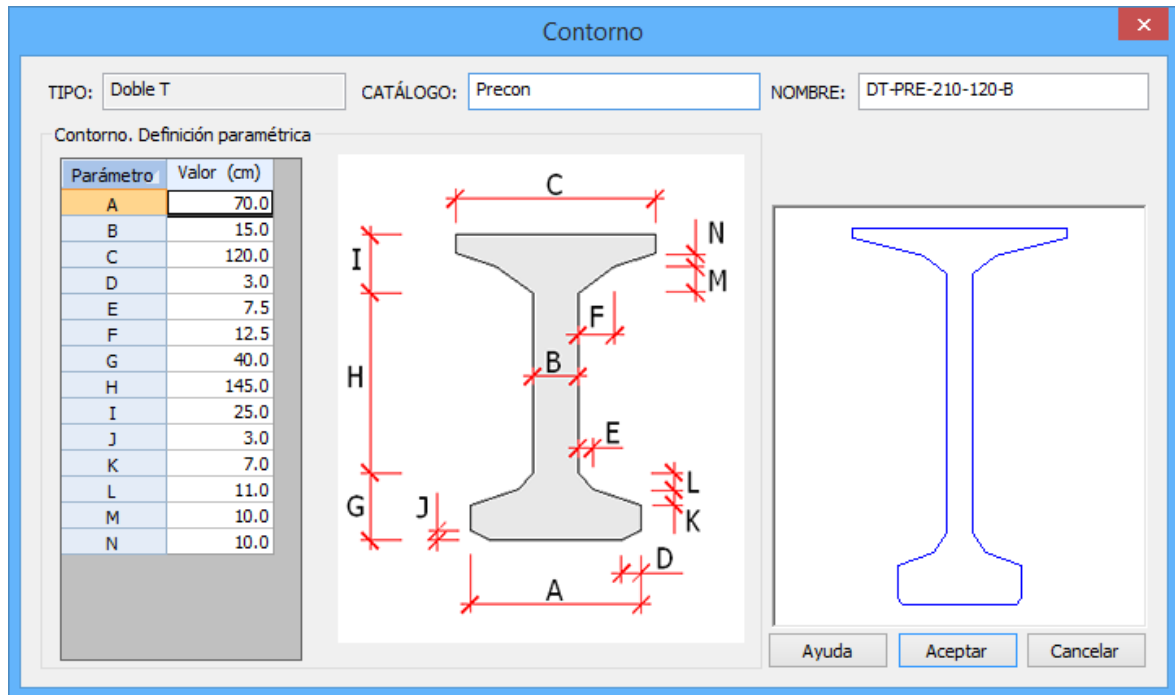 Contorno
TIPO: Doble T CATÁLOGO: Precon NOMBRE: DT-PRE-210-120-B
Contorno. Definición paramétrica
Parámetro Valor (cm)
A 70.0
B 15.0
C 120.0
D 3.0
E 7.5
F 12.5
G 40.0
H 145.0
I 25.0
J 3.0
K 7.0
L 11.0
M 10.0
N 10.0
C
N
I
M
F
B
H
E
L
G J
K
D
A
Ayuda Aceptar Cancelar